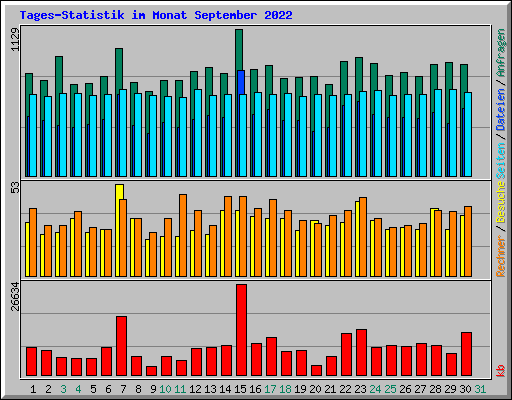 Tages-Statistik im Monat September 2022
1129
53
26634
Rechner / Besuche Seiten / Dateien / Anfragen
kb
1 2 3 4 5 6 7 8 9 10 11 12 13 14 15 16 17 18 19 20 21 22 23 24 25 26 27 28 29 30 31